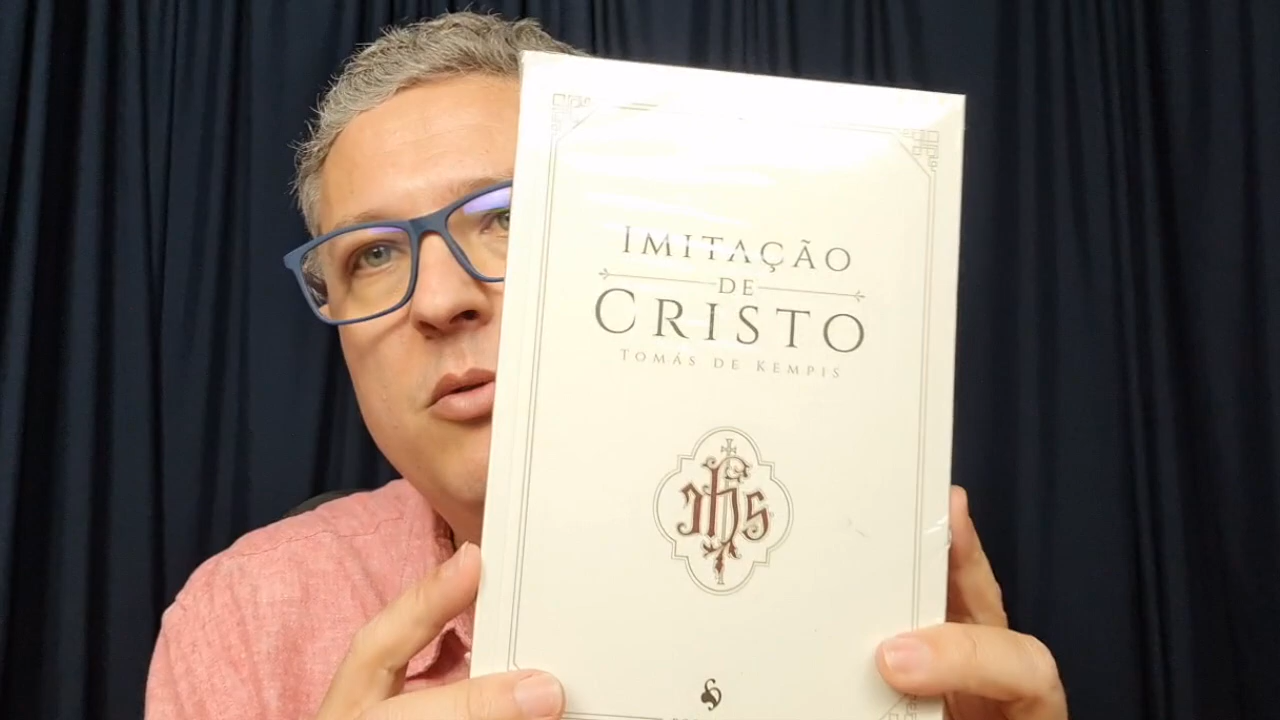 IMITAÇÃO
DE
CRISTO
TOMÁS DE KEMPIS
IHS